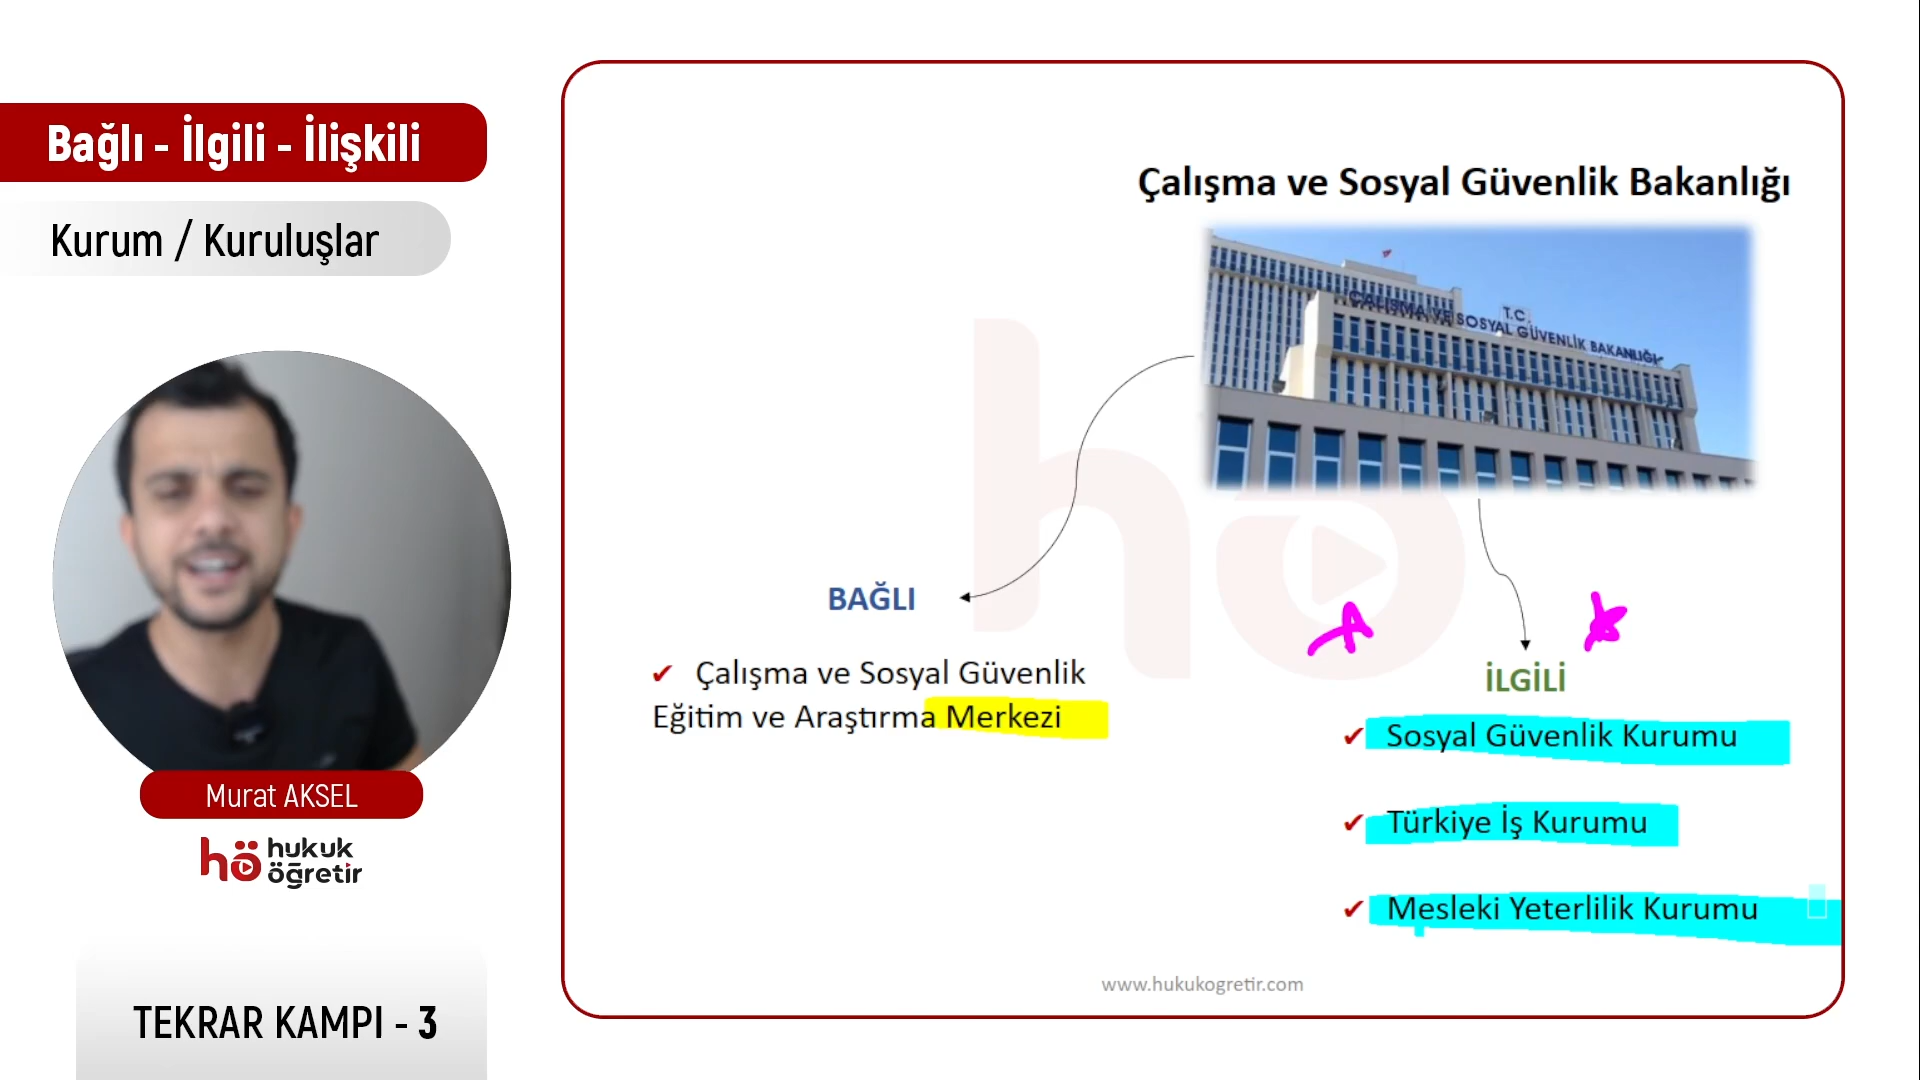 Bağlı - İlgili - İlişkili
Kurum / Kuruluşlar
Murat AKSEL
hö hukuk
öğretir
TEKRAR KAMPI - 3
Çalışma ve Sosyal Güvenlik Bakanlığı
T.C.
ÇALIŞMA VE SOSYAL GÜVENLİK BAKANLIĞI
hö
BAĞLI
✔ Çalışma ve Sosyal Güvenlik
Eğitim ve Araştırma Merkezi
İLGİLİ
✔ Sosyal Güvenlik Kurumu
✔ Türkiye İş Kurumu
✔ Mesleki Yeterlilik Kurumu
www.hukukogretir.com